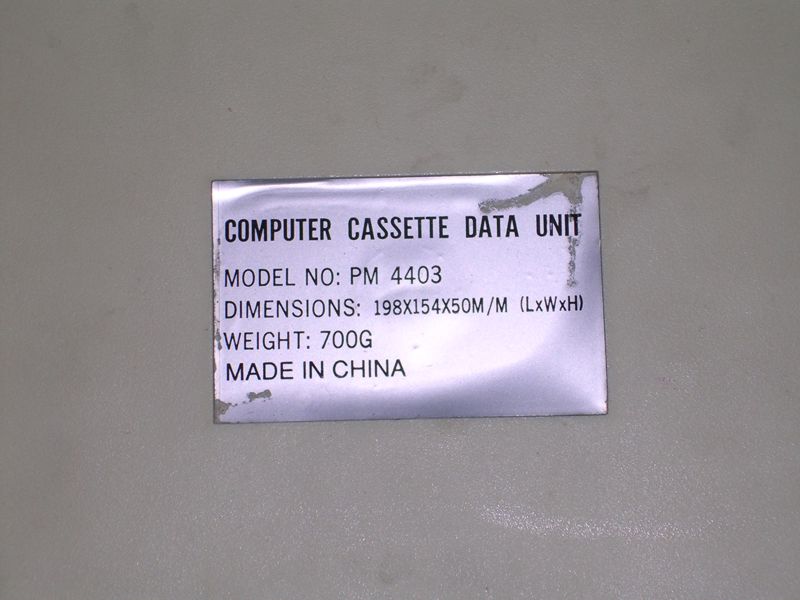 COMPUTER CASSETTE DATA UNIT
MODEL NO: PM 4403
DIMENSIONS: 198X154X50M/M (LxWxH)
WEIGHT: 700G
MADE IN CHINA